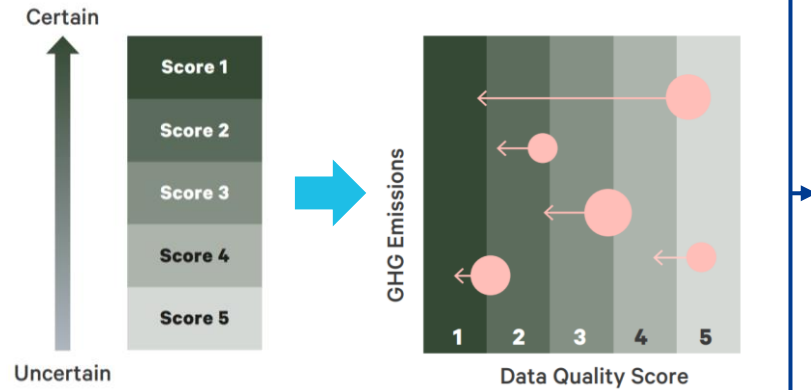 Certain
Score 1
Score 2
Score 3
Score 4
Score 5
Uncertain
GHG Emissions
1 2 3 4 5
Data Quality Score